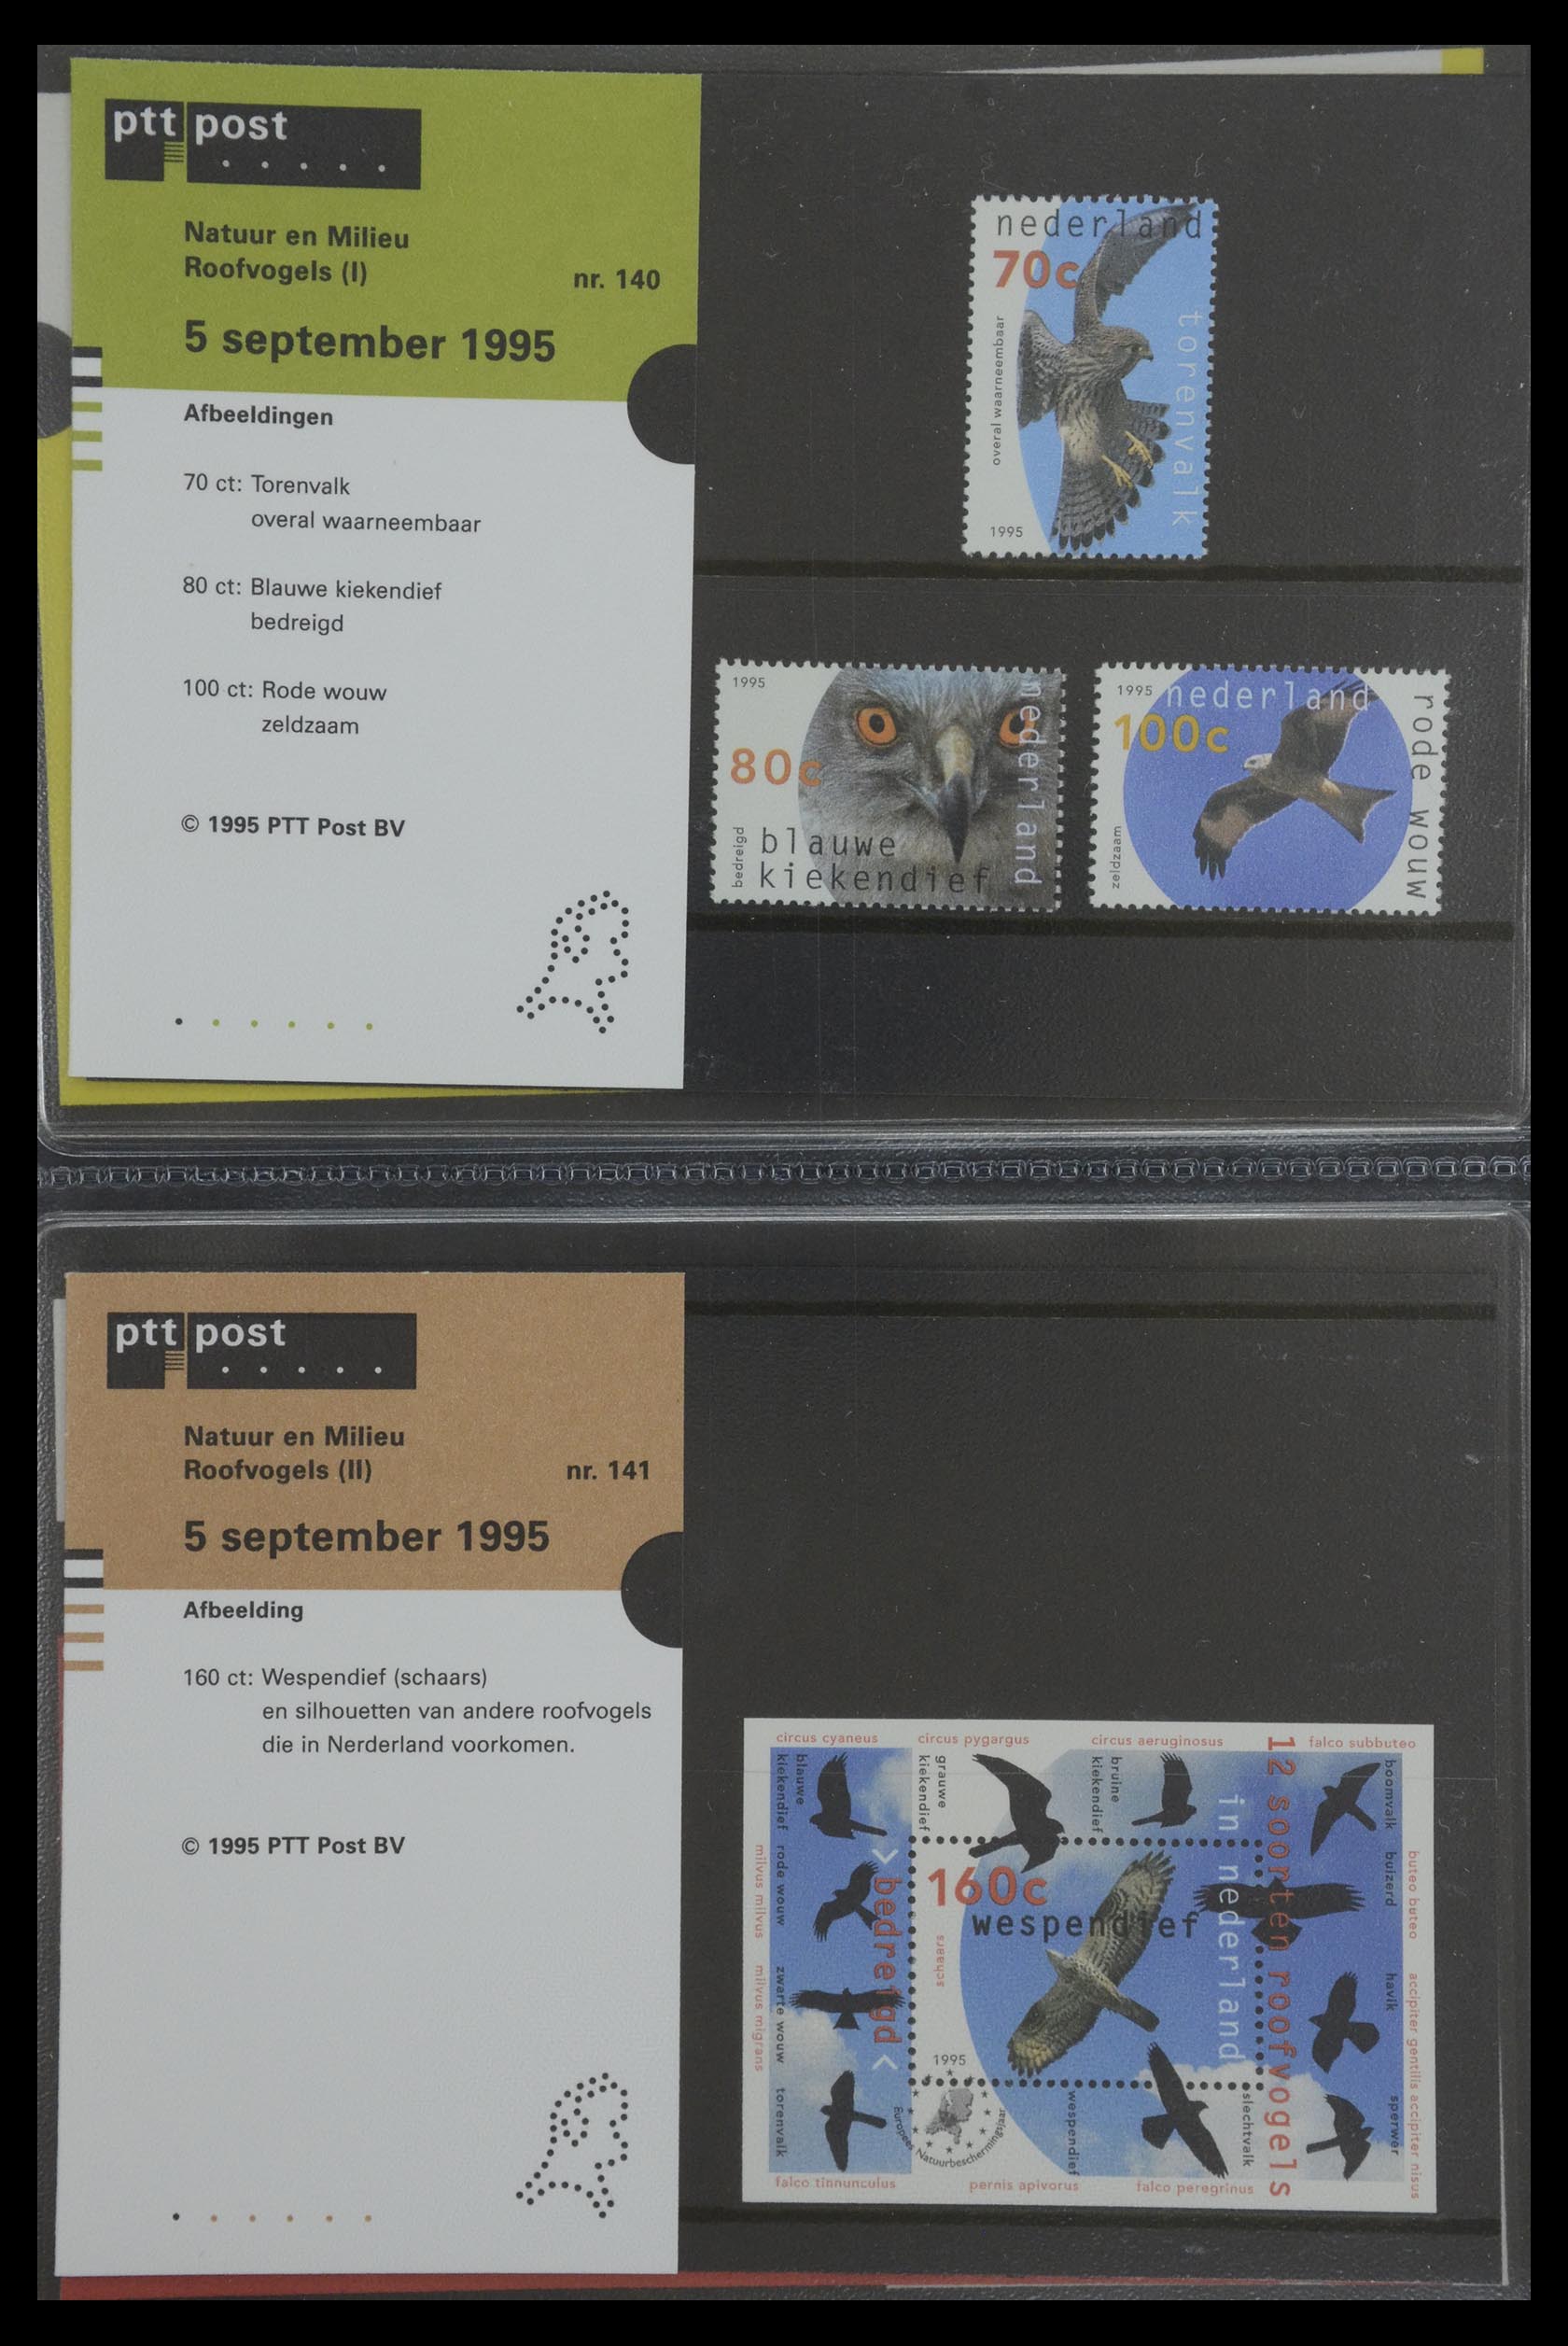 ptt post
Natuur en Milieu
Roofvogels (I)
nr. 140
5 september 1995
Afbeeldingen
70 ct: Torenvalk
overal waarneembaar
80 ct: Blauwe kiekendief
bedreigd
100 ct: Rode wouw
zeldzaam
© 1995 PTT Post BV
nederland
70c
overal waarneembaar
torenvalk
1995
1995
80c
nederland
bedreigd
blauwe
kiekendief
1995 nederland
100c
rode wouw
zeldzaam
ptt post
Natuur en Milieu
Roofvogels (II)
nr. 141
5 september 1995
Afbeelding
160 ct: Wespendief (schaars)
en silhouetten van andere roofvogels
die in Nerderland voorkomen.
© 1995 PTT Post BV
circus cyaneus
circus pygargus
circus aeruginosus
falco subbuteo
blauwe
kiekendief
grauwe
kiekendief
bruine
kiekendief
in nederland
12 soorten roofvogels
boomvalk
buizerd
buteo buteo
havik
accipiter gentilis
sperwer
accipiter nisus
rode wouw
milvus milvus
> bedreigd <
zwarte wouw
milvus migrans
torenvalk
160c
wespendief
schaars
1995
Europees Natuurbeschermingsjaar
wespendief
slechtvalk
falco tinnunculus
pernis apivorus
falco peregrinus